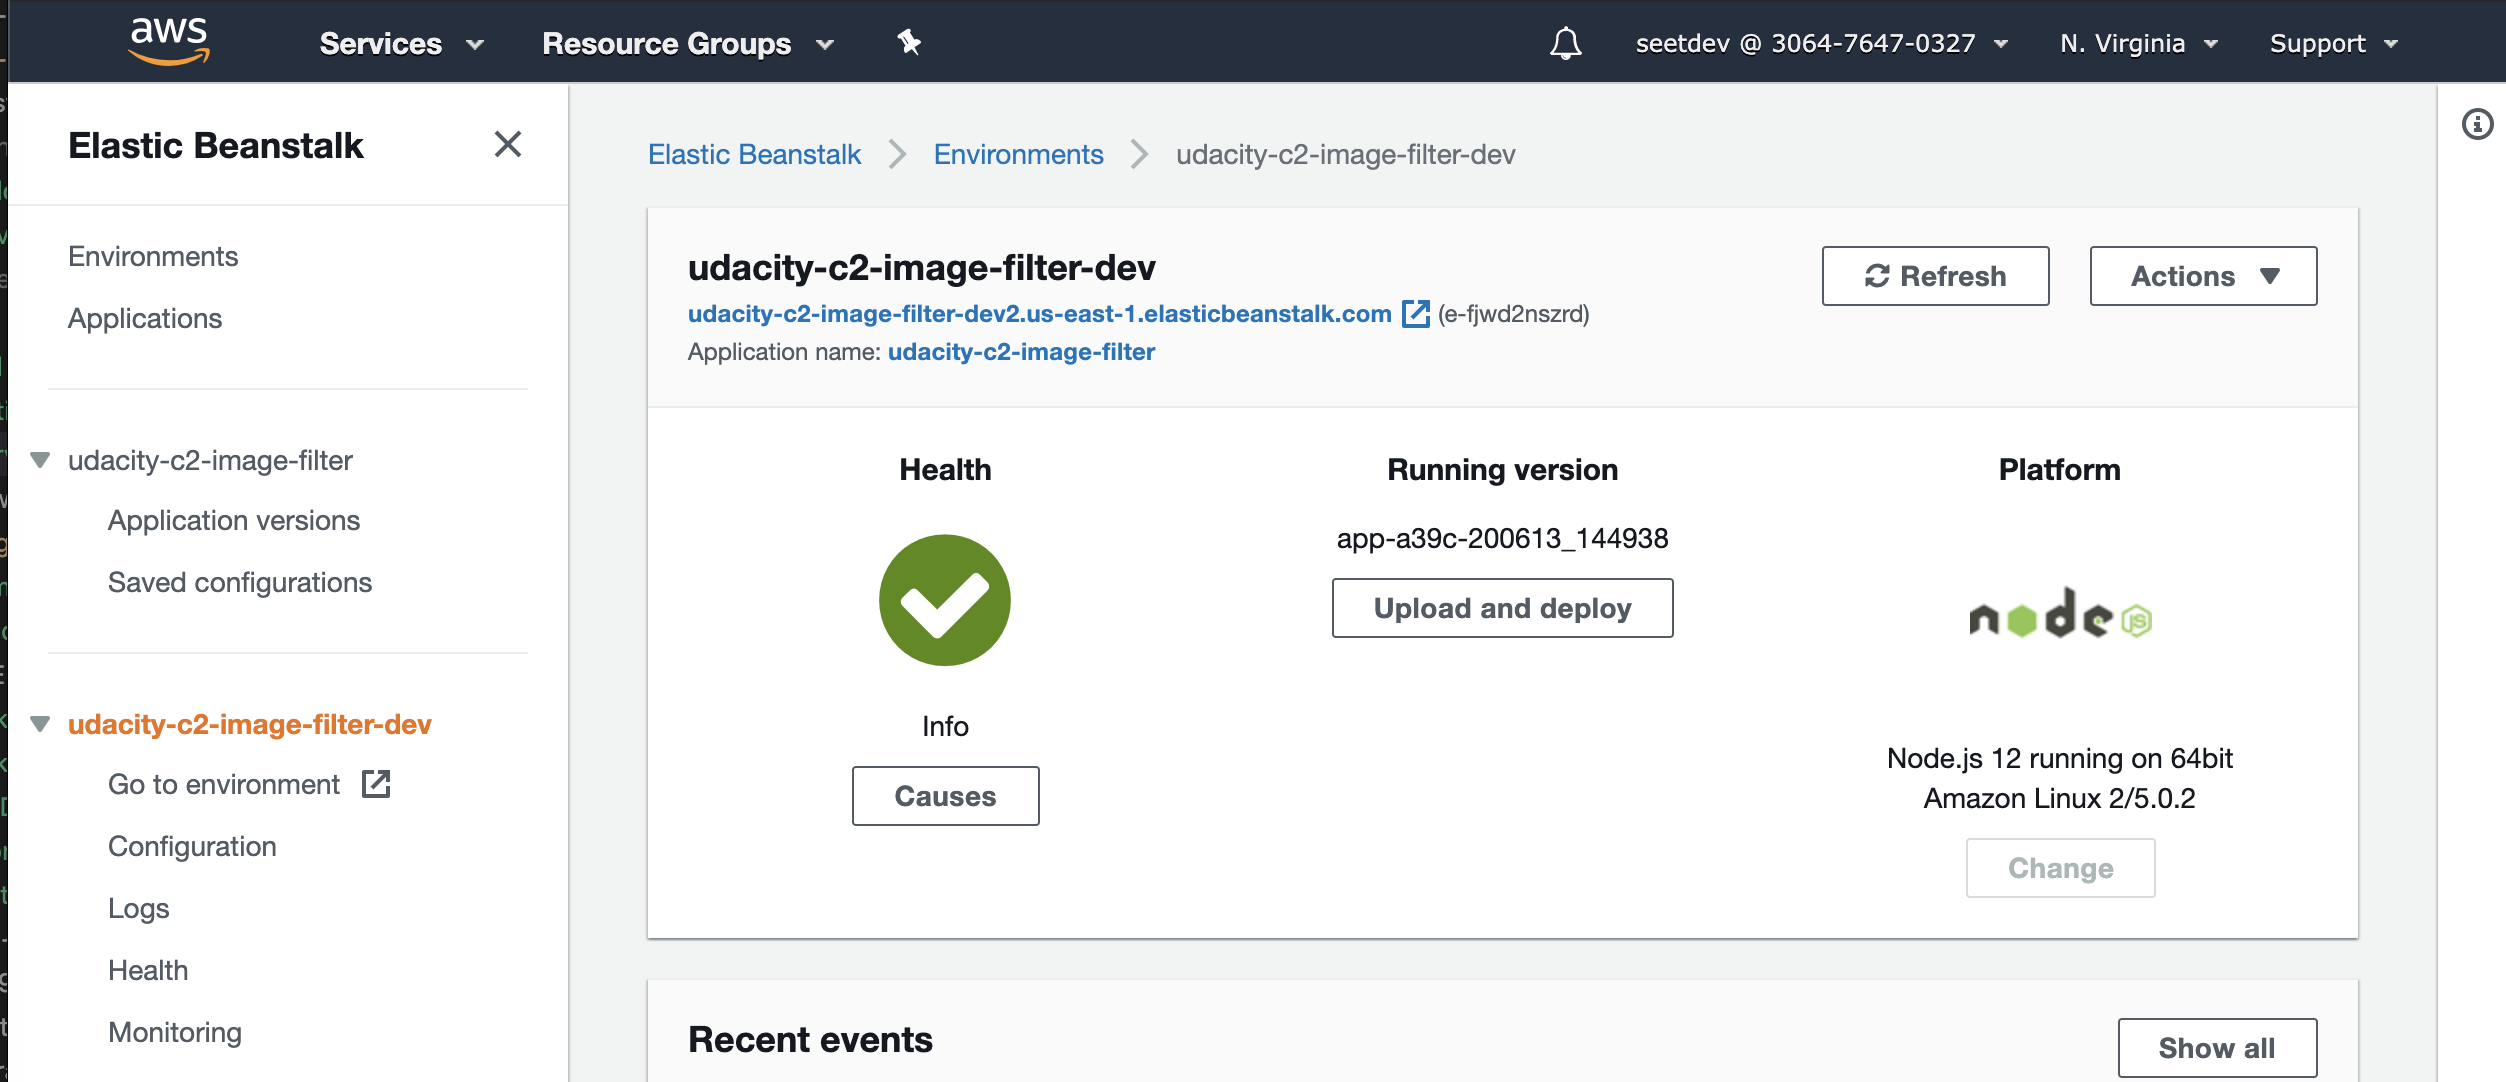 aws
Services
Resource Groups
seetdev @ 3064-7647-0327
N. Virginia
Support
Elastic Beanstalk
Environments
Applications
udacity-c2-image-filter
Application versions
Saved configurations
udacity-c2-image-filter-dev
Go to environment
Configuration
Logs
Health
Monitoring
Elastic Beanstalk
Environments
udacity-c2-image-filter-dev
udacity-c2-image-filter-dev
udacity-c2-image-filter-dev2.us-east-1.elasticbeanstalk.com (e-fjwd2nszrd)
Application name: udacity-c2-image-filter
Refresh
Actions
Health
Info
Causes
Running version
app-a39c-200613_144938
Upload and deploy
Platform
node JS
Node.js 12 running on 64bit
Amazon Linux 2/5.0.2
Change
Recent events
Show all